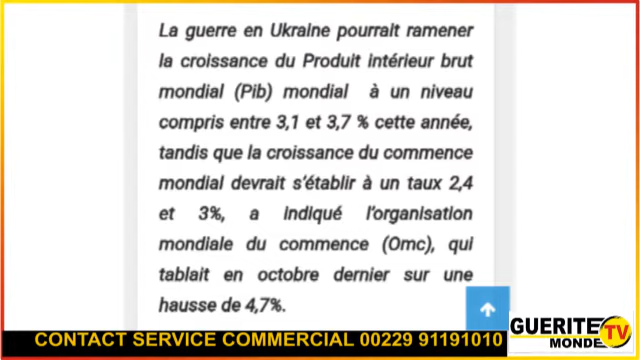 La guerre en Ukraine pourrait ramener
la croissance du Produit intérieur brut
mondial (Pib) mondial à un niveau
compris entre 3,1 et 3,7 % cette année,
tandis que la croissance du commence
mondial devrait s’établir à un taux 2,4
et 3%, a indiqué l’organisation
mondiale du commence (Omc), qui
tablait en octobre dernier sur une
hausse de 4,7%.
CONTACT SERVICE COMMERCIAL 00229 91191010
GUERITE
TV
MONDE